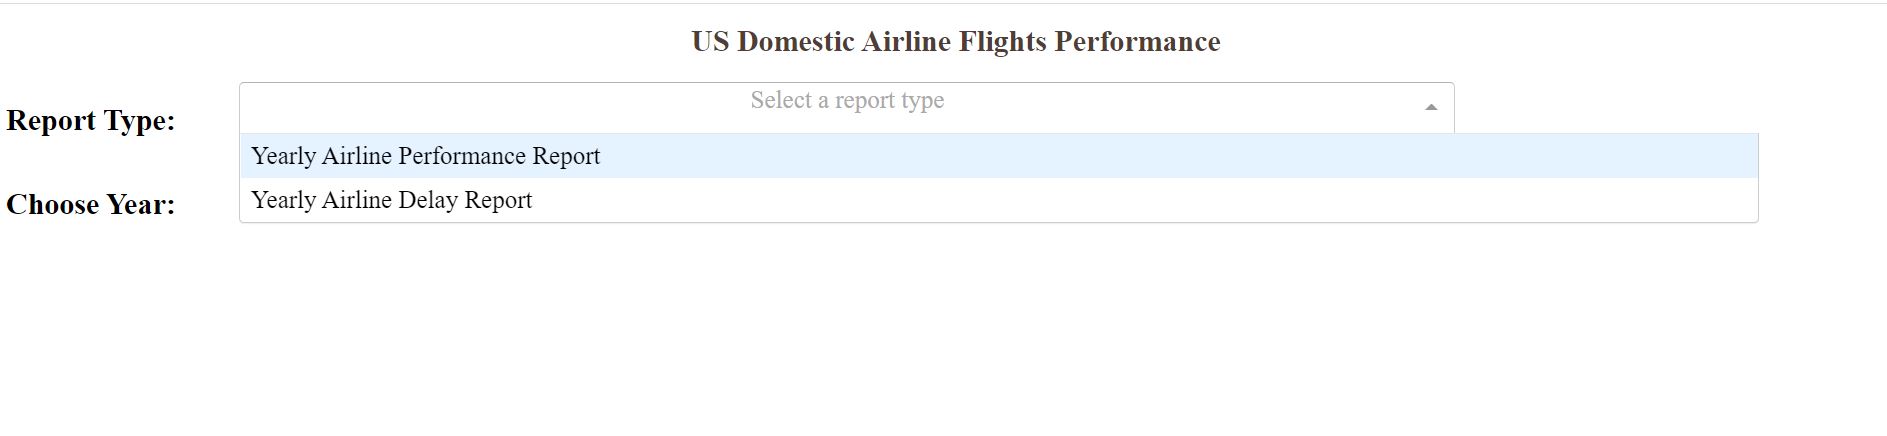 US Domestic Airline Flights Performance
Report Type:
Select a report type
Yearly Airline Performance Report
Yearly Airline Delay Report
Choose Year: